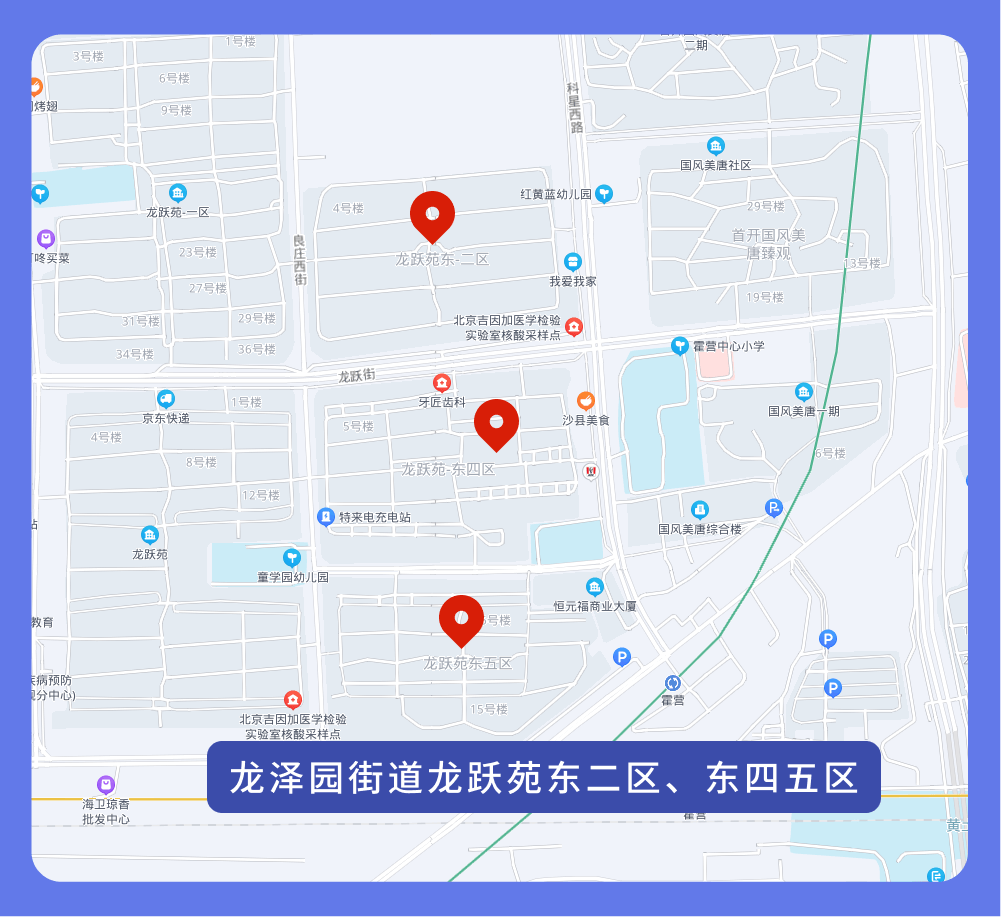 二期
1号楼
3号楼
6号楼
9号楼
烤翅
科星西路
国风美唐社区
红黄蓝幼儿园
龙跃苑-一区
4号楼
29号楼
首开国风美
唐臻观
良庄西街
23号楼
龙跃苑东-二区
咚买菜
13号楼
我爱我家
27号楼
19号楼
31号楼
29号楼
北京吉因加医学检验
实验室核酸采样点
34号楼
36号楼
霍营中心小学
龙跃街
牙匠齿科
1号楼
京东快递
沙县美食
国风美唐一期
5号楼
4号楼
6号楼
8号楼
龙跃苑-东四区
12号楼
特来电充电站
站
国风美唐综合楼
龙跃苑
童学园幼儿园
恒元福商业大厦
教育
5号楼
龙跃苑东五区
疾病预防
分中心)
霍营
15号楼
北京吉因加医学检验
实验室核酸采样点
龙泽园街道龙跃苑东二区、东四五区
海卫琼香
批发中心
霍营
黄土